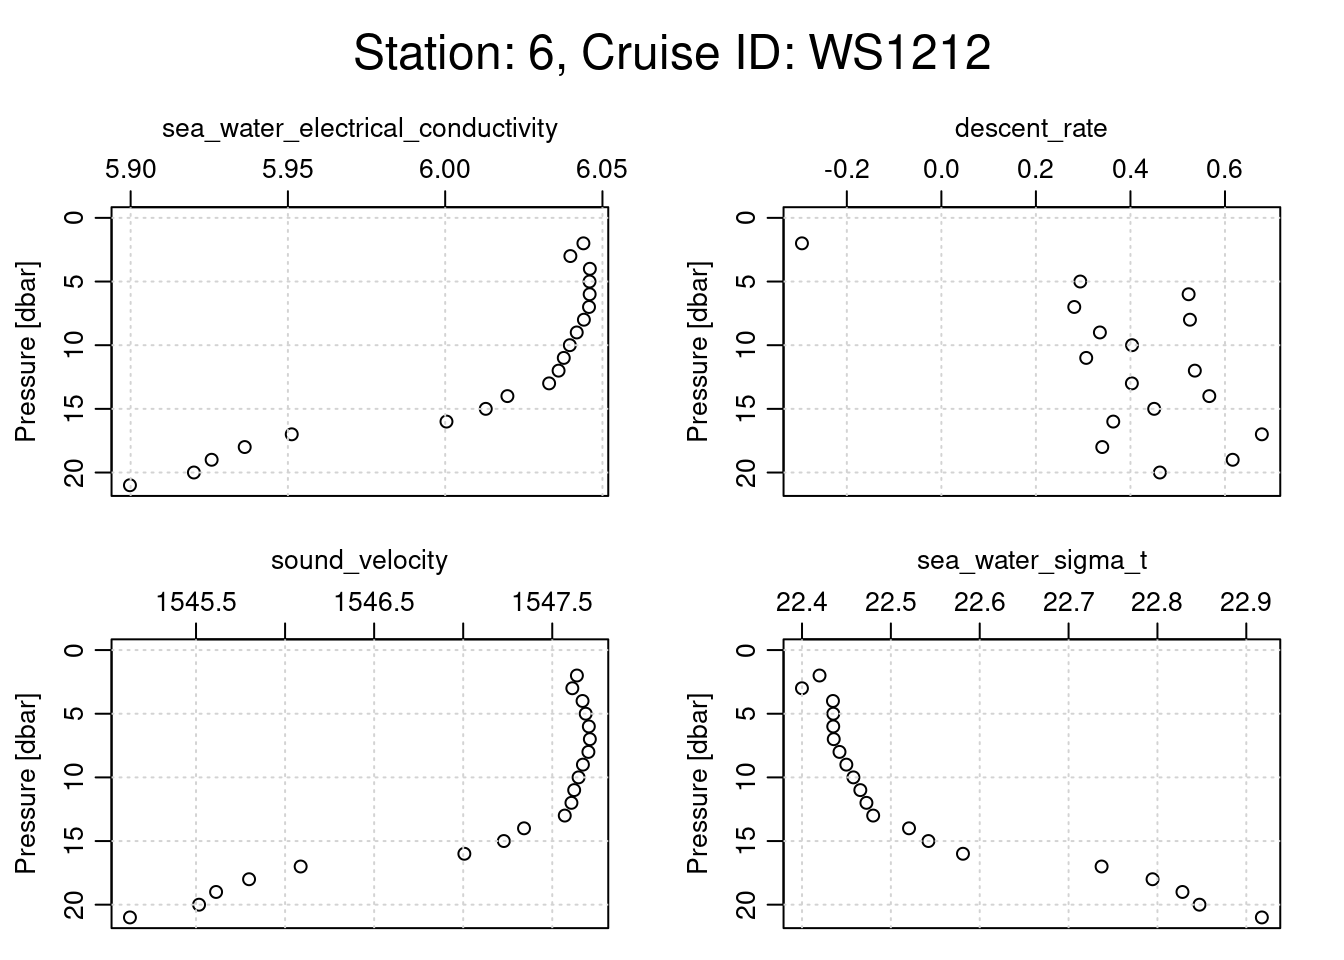 Station: 6, Cruise ID: WS1212
sea_water_electrical_conductivity
5.90 5.95 6.00 6.05
Pressure [dbar]
0
5
10
15
20
descent_rate
-0.2 0.0 0.2 0.4 0.6
Pressure [dbar]
0
5
10
15
20
sound_velocity
1545.5 1546.5 1547.5
Pressure [dbar]
0
5
10
15
20
sea_water_sigma_t
22.4 22.5 22.6 22.7 22.8 22.9
Pressure [dbar]
0
5
10
15
20